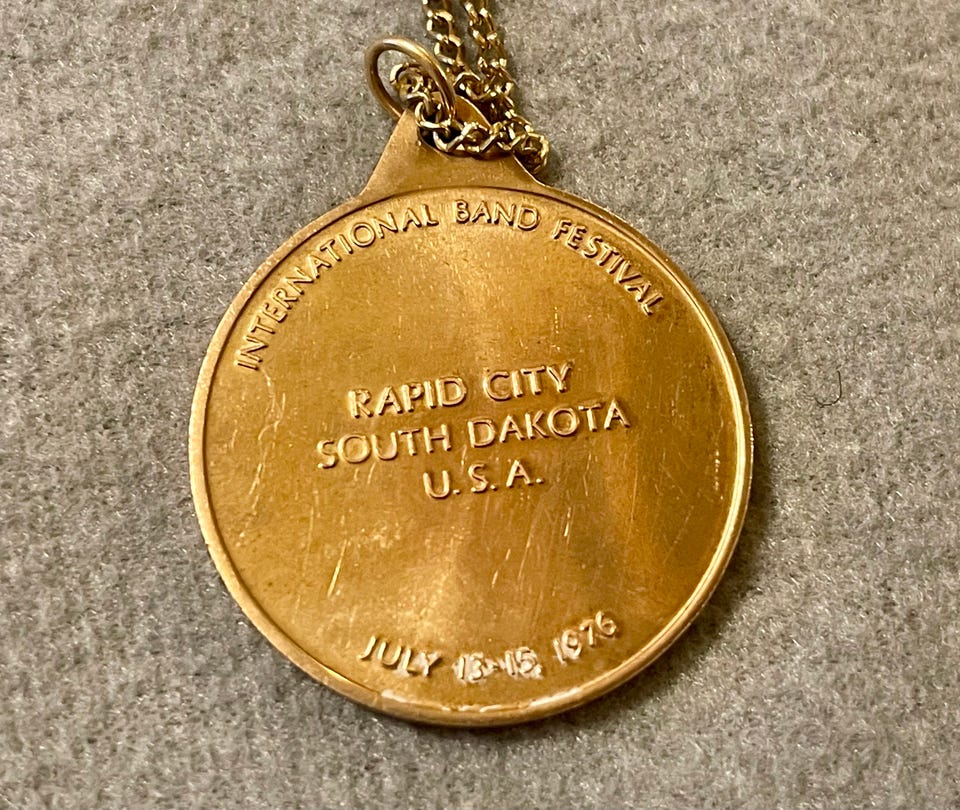 INTERNATIONAL BAND FESTIVAL
RAPID CITY
SOUTH DAKOTA
U.S.A.
JULY 13-15, 1976